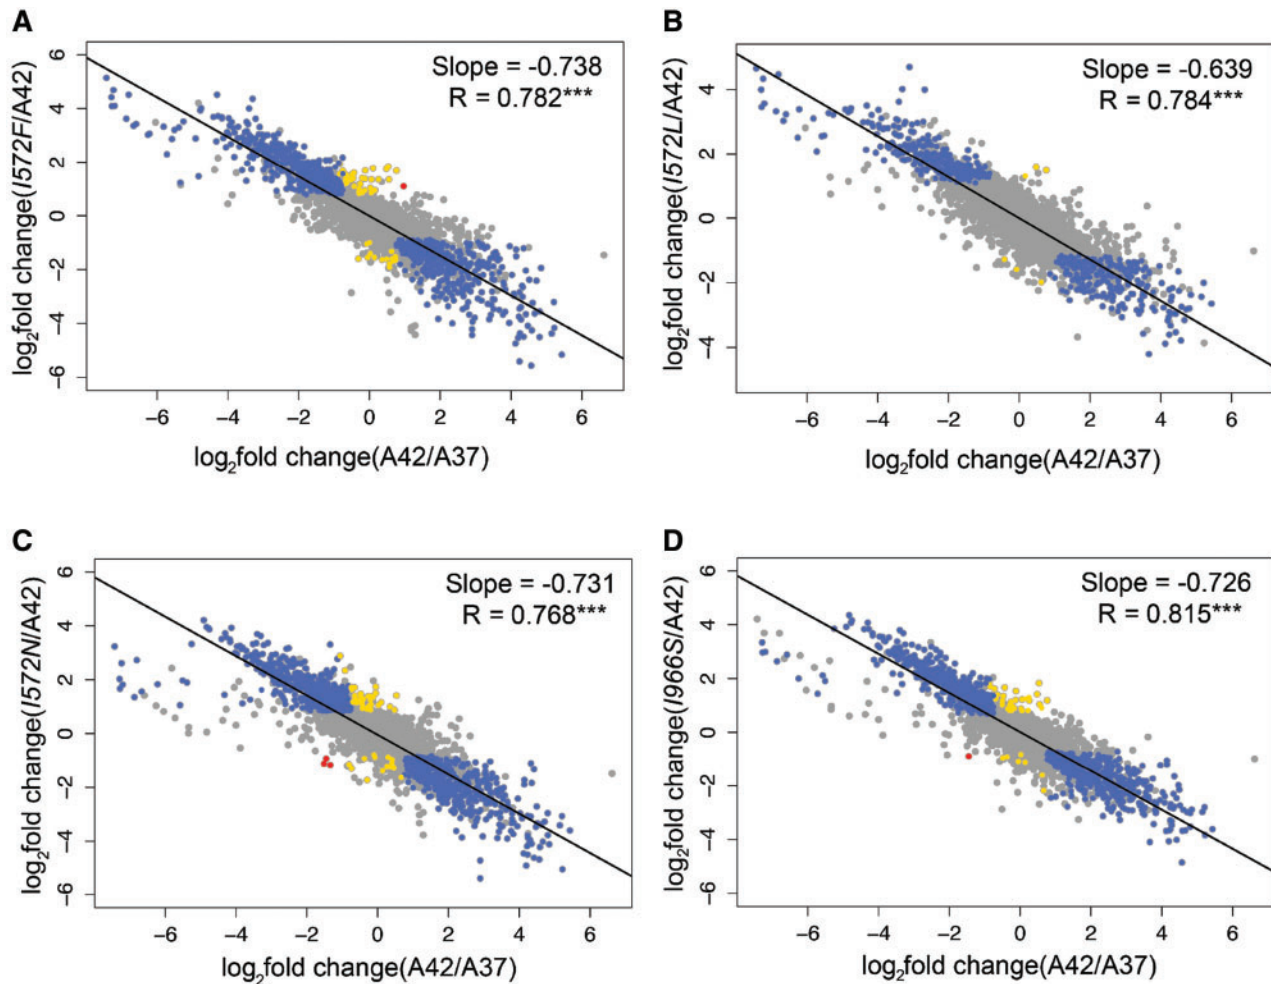 A
Slope = -0.738
R = 0.782***
log2fold change(I572F/A42)
6
4
2
0
−2
−4
−6
−6 −4 −2 0 2 4 6
log2fold change(A42/A37)
B
Slope = -0.639
R = 0.784***
log2fold change(I572L/A42)
4
2
0
−2
−4
−6 −4 −2 0 2 4 6
log2fold change(A42/A37)
C
Slope = -0.731
R = 0.768***
log2fold change(I572N/A42)
6
4
2
0
−2
−4
−6
−6 −4 −2 0 2 4 6
log2fold change(A42/A37)
D
Slope = -0.726
R = 0.815***
log2fold change(I966S/A42)
6
4
2
0
−2
−4
−6
−6 −4 −2 0 2 4 6
log2fold change(A42/A37)